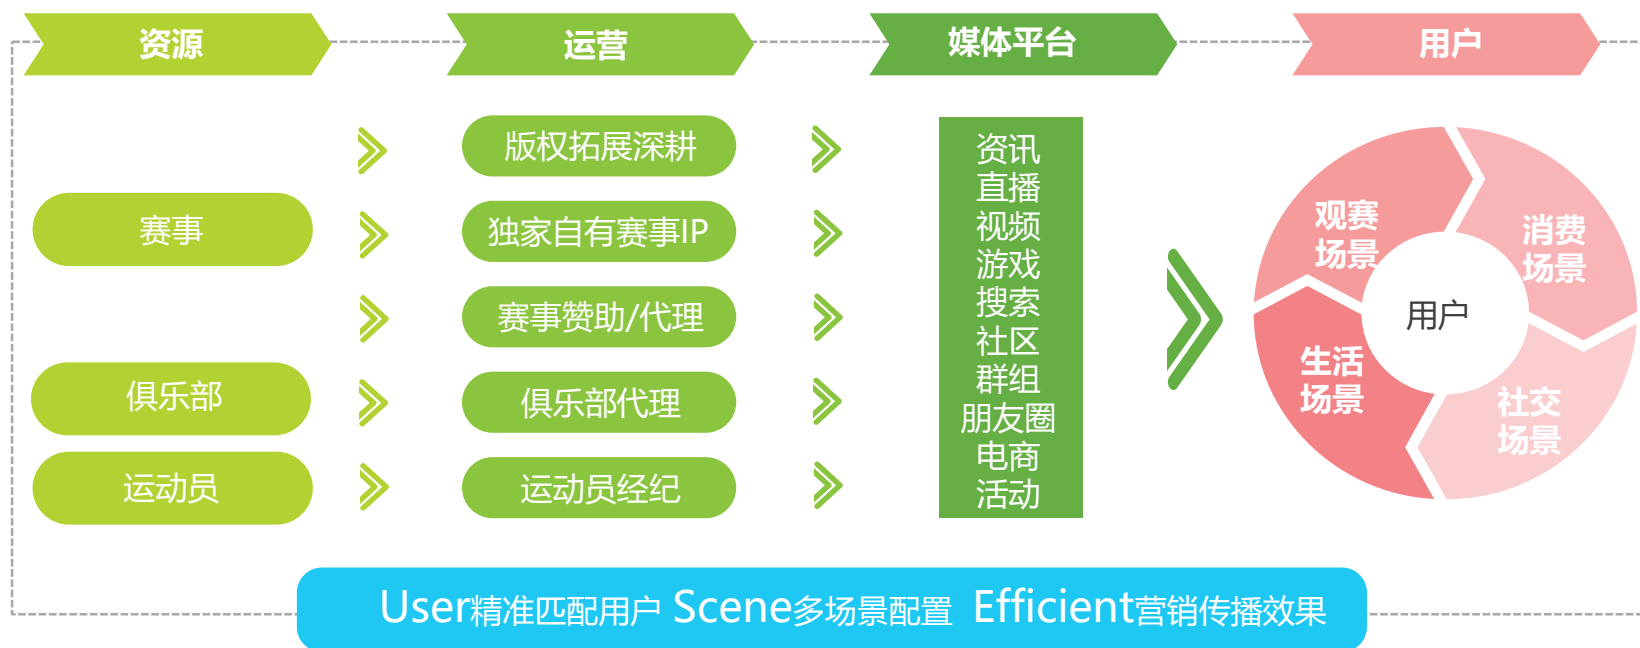 资源
运营
媒体平台
用户
赛事
俱乐部
运动员
版权拓展深耕
独家自有赛事IP
赛事赞助/代理
俱乐部代理
运动员经纪
资讯
直播
视频
游戏
搜索
社区
群组
朋友圈
电商
活动
观赛
场景
消费
场景
用户
生活
场景
社交
场景
User精准匹配用户 Scene多场景配置 Efficient营销传播效果